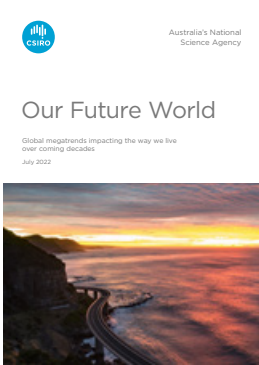 CSIRO
Australia's National
Science Agency
Our Future World
Global megatrends impacting the way we live
over coming decades
July 2022